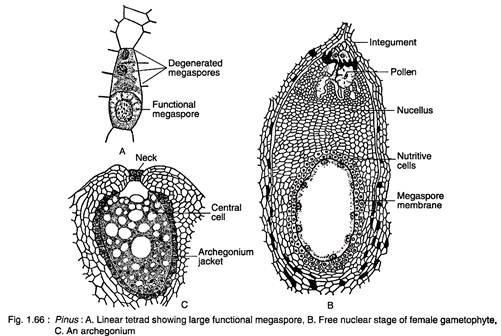 Degenerated
megaspores
Functional
megaspore
A
Neck
Central
cell
Archegonium
jacket
C
Integument
Pollen
Nucellus
Nutritive
cells
Megaspore
membrane
B
Fig. 1.66 : Pinus : A. Linear tetrad showing large functional megaspore, B. Free nuclear stage of female gametophyte,
C. An archegonium